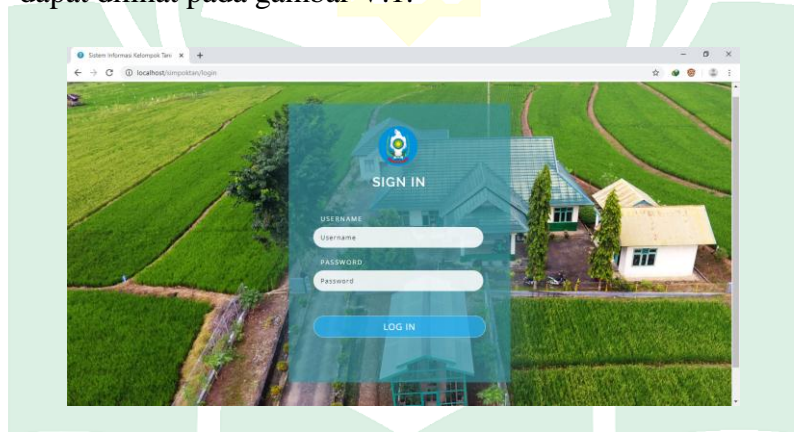 dapat dilihat pada gambar V.1.
Sistem Informasi Kelompok Tani
localhost/simpoktan/login
SIGN IN
USERNAME
Username
PASSWORD
Password
LOG IN